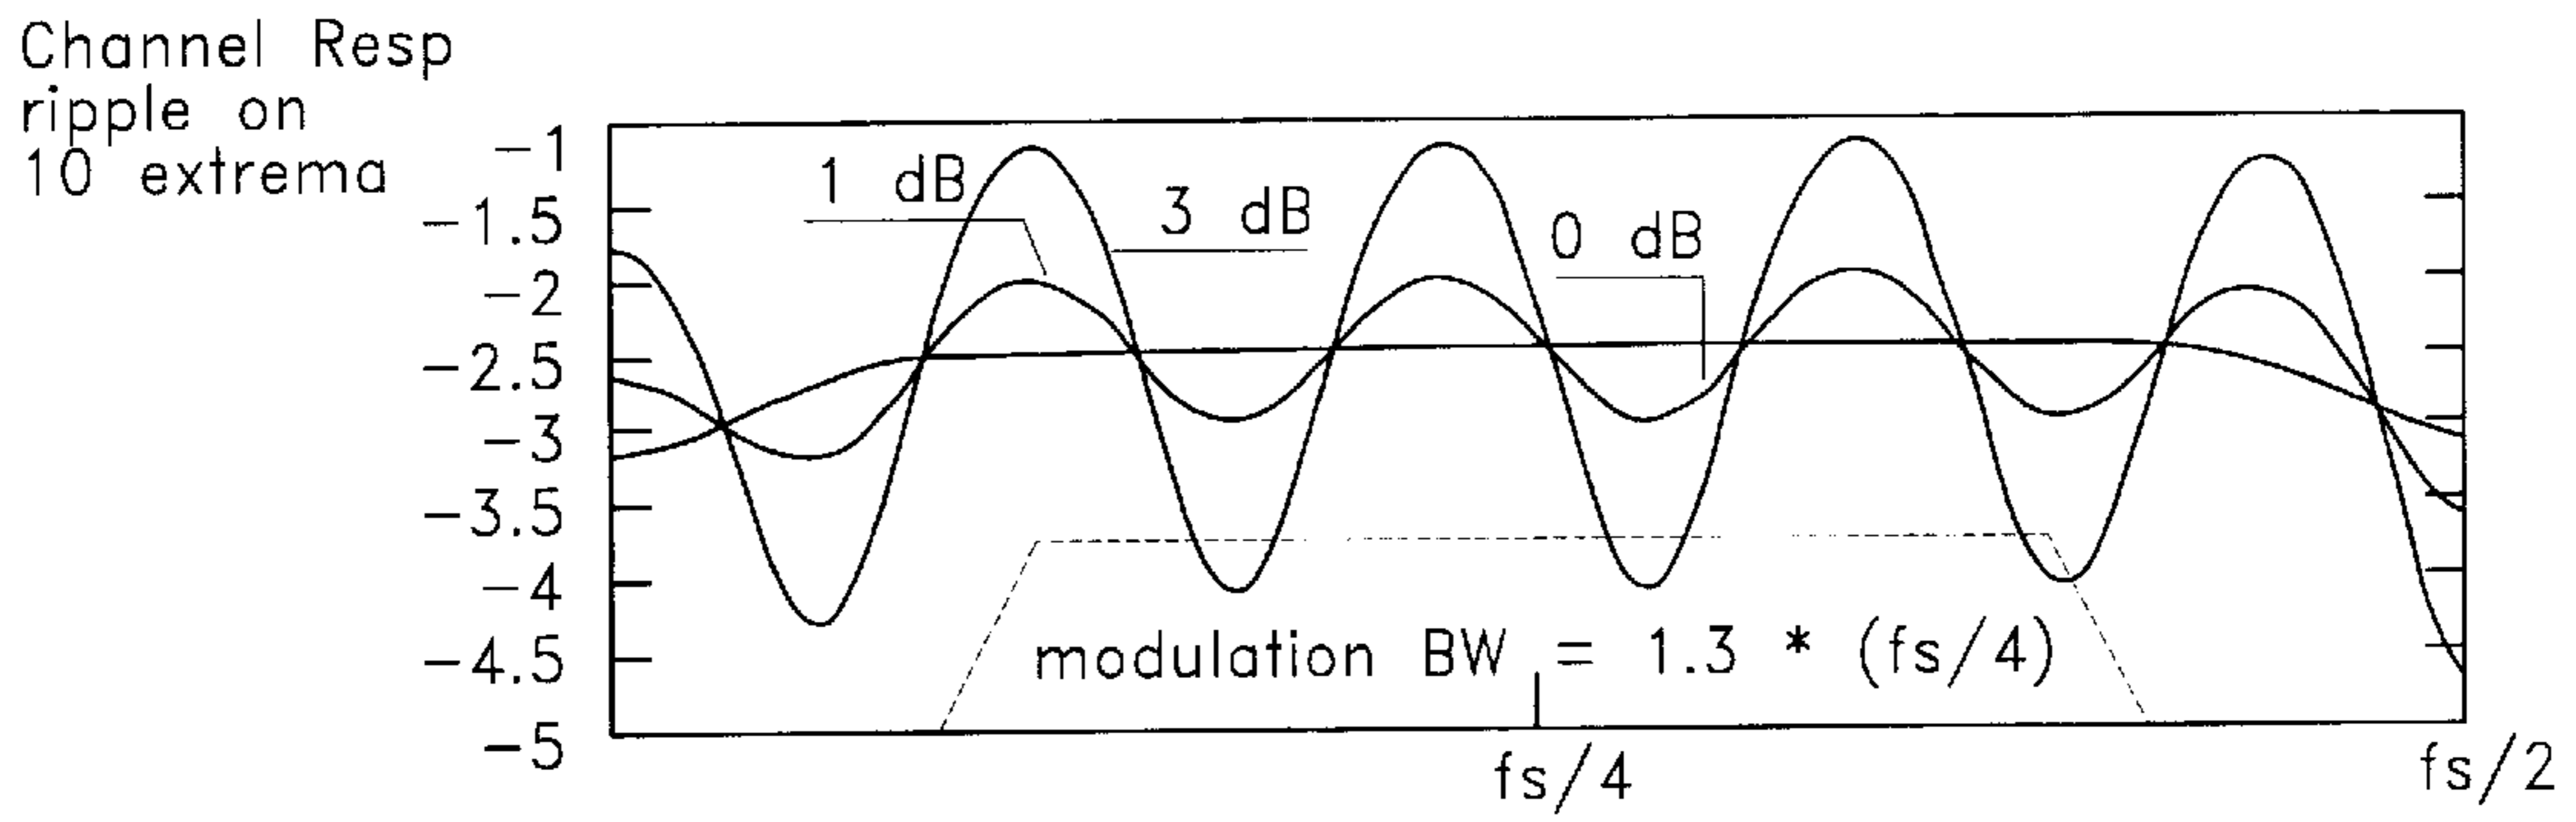 Channel Resp
ripple on
10 extrema
-1
-1.5
-2
-2.5
-3
-3.5
-4
-4.5
-5
1 dB
3 dB
0 dB
modulation BW = 1.3 * (fs/4)
fs/4
fs/2